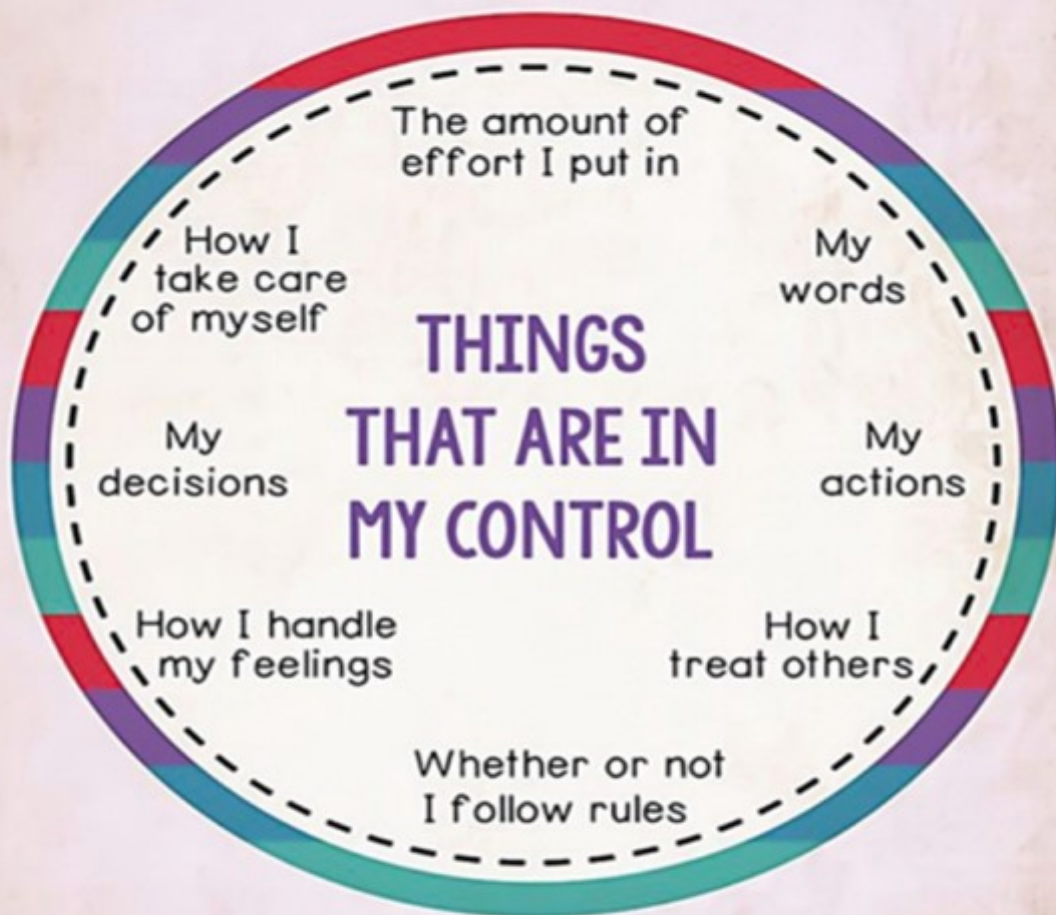 The amount of
effort I put in
My
words
My
actions
How I
treat others
Whether or not
I follow rules
How I handle
my feelings
My
decisions
How I
take care
of myself
THINGS
THAT ARE IN
MY CONTROL